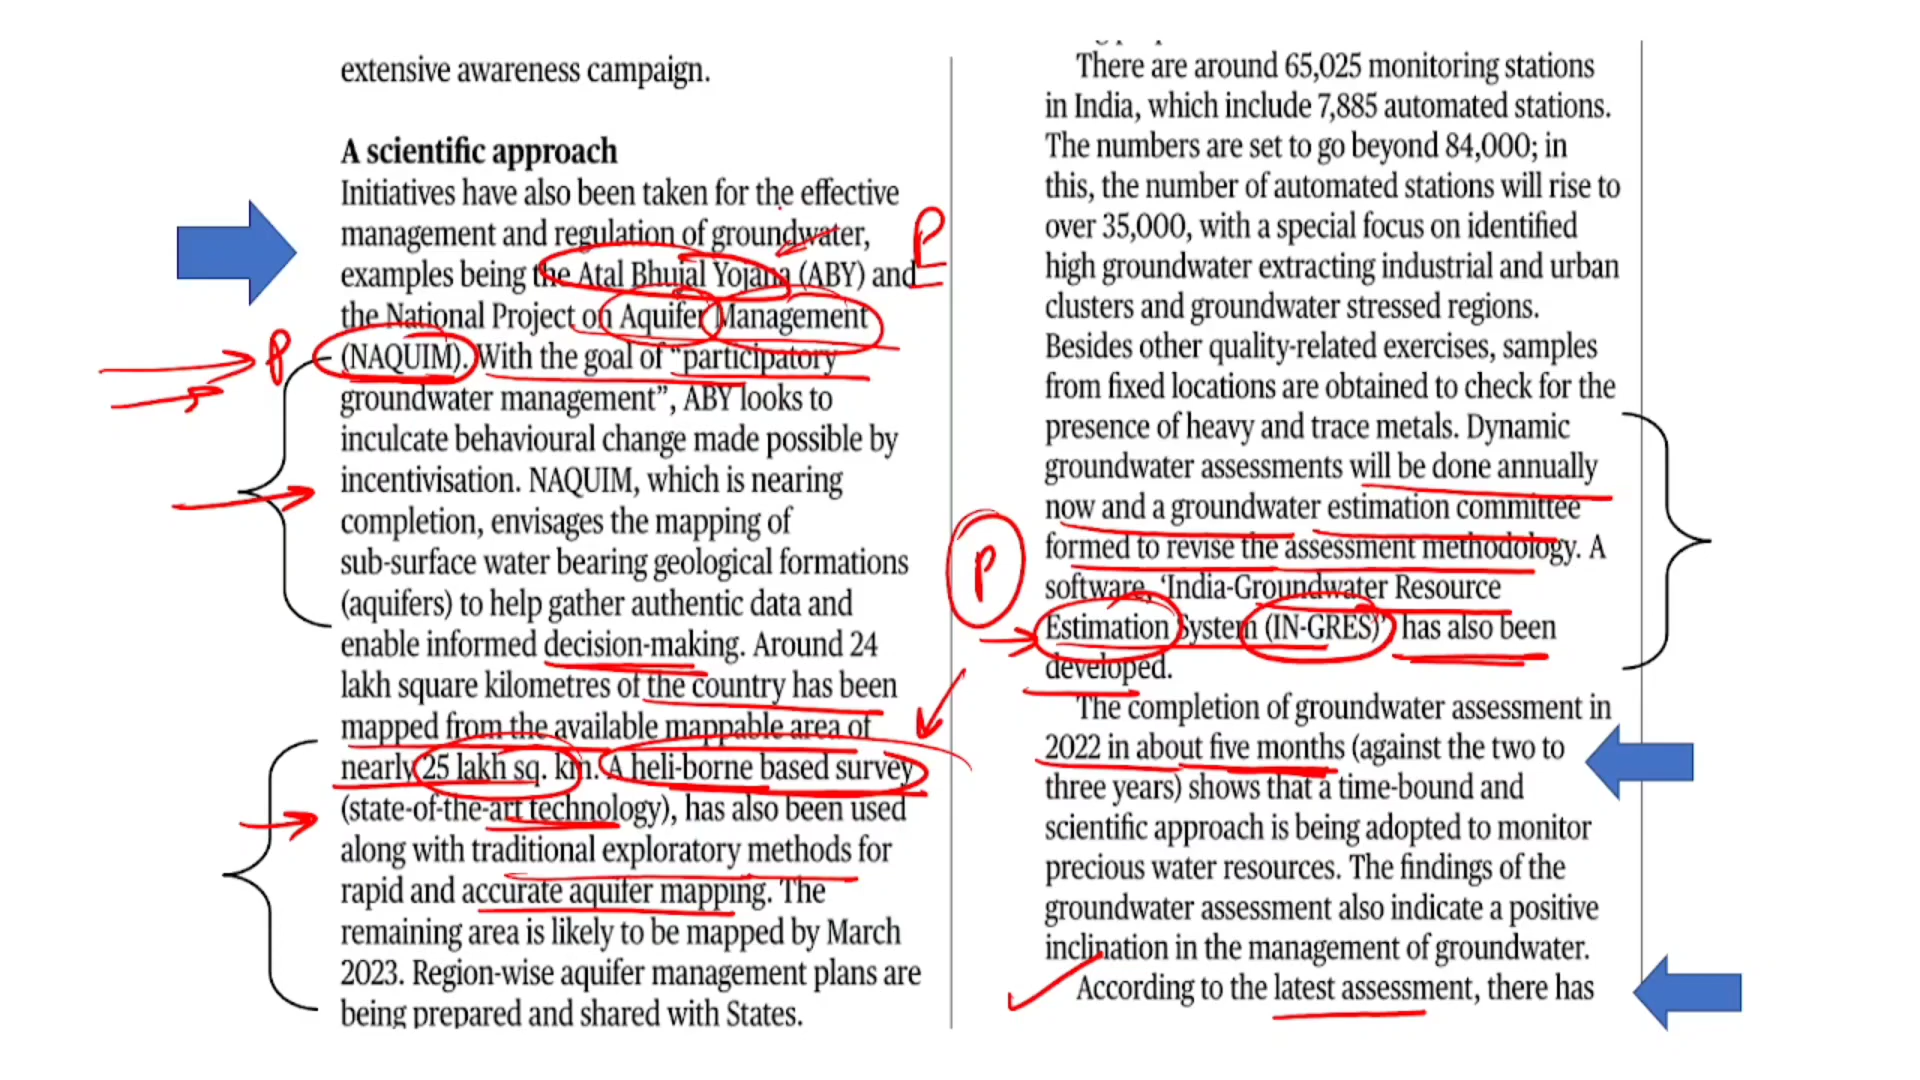 extensive awareness campaign.
A scientific approach
Initiatives have also been taken for the effective
management and regulation of groundwater,
examples being the Atal Bhujal Yojana (ABY) and
the National Project on Aquifer Management
(NAQUIM). With the goal of “participatory
groundwater management”, ABY looks to
inculcate behavioural change made possible by
incentivisation. NAQUIM, which is nearing
completion, envisages the mapping of
sub-surface water bearing geological formations
(aquifers) to help gather authentic data and
enable informed decision-making. Around 24
lakh square kilometres of the country has been
mapped from the available mappable area of
nearly 25 lakh sq. km. A heli-borne based survey
(state-of-the-art technology), has also been used
along with traditional exploratory methods for
rapid and accurate aquifer mapping. The
remaining area is likely to be mapped by March
2023. Region-wise aquifer management plans are
being prepared and shared with States.
P
P
There are around 65,025 monitoring stations
in India, which include 7,885 automated stations.
The numbers are set to go beyond 84,000; in
this, the number of automated stations will rise to
over 35,000, with a special focus on identified
high groundwater extracting industrial and urban
clusters and groundwater stressed regions.
Besides other quality-related exercises, samples
from fixed locations are obtained to check for the
presence of heavy and trace metals. Dynamic
groundwater assessments will be done annually
now and a groundwater estimation committee
formed to revise the assessment methodology. A
software, ‘India-Groundwater Resource
Estimation System (IN-GRES)’ has also been
developed.
P
The completion of groundwater assessment in
2022 in about five months (against the two to
three years) shows that a time-bound and
scientific approach is being adopted to monitor
precious water resources. The findings of the
groundwater assessment also indicate a positive
inclination in the management of groundwater.
According to the latest assessment, there has